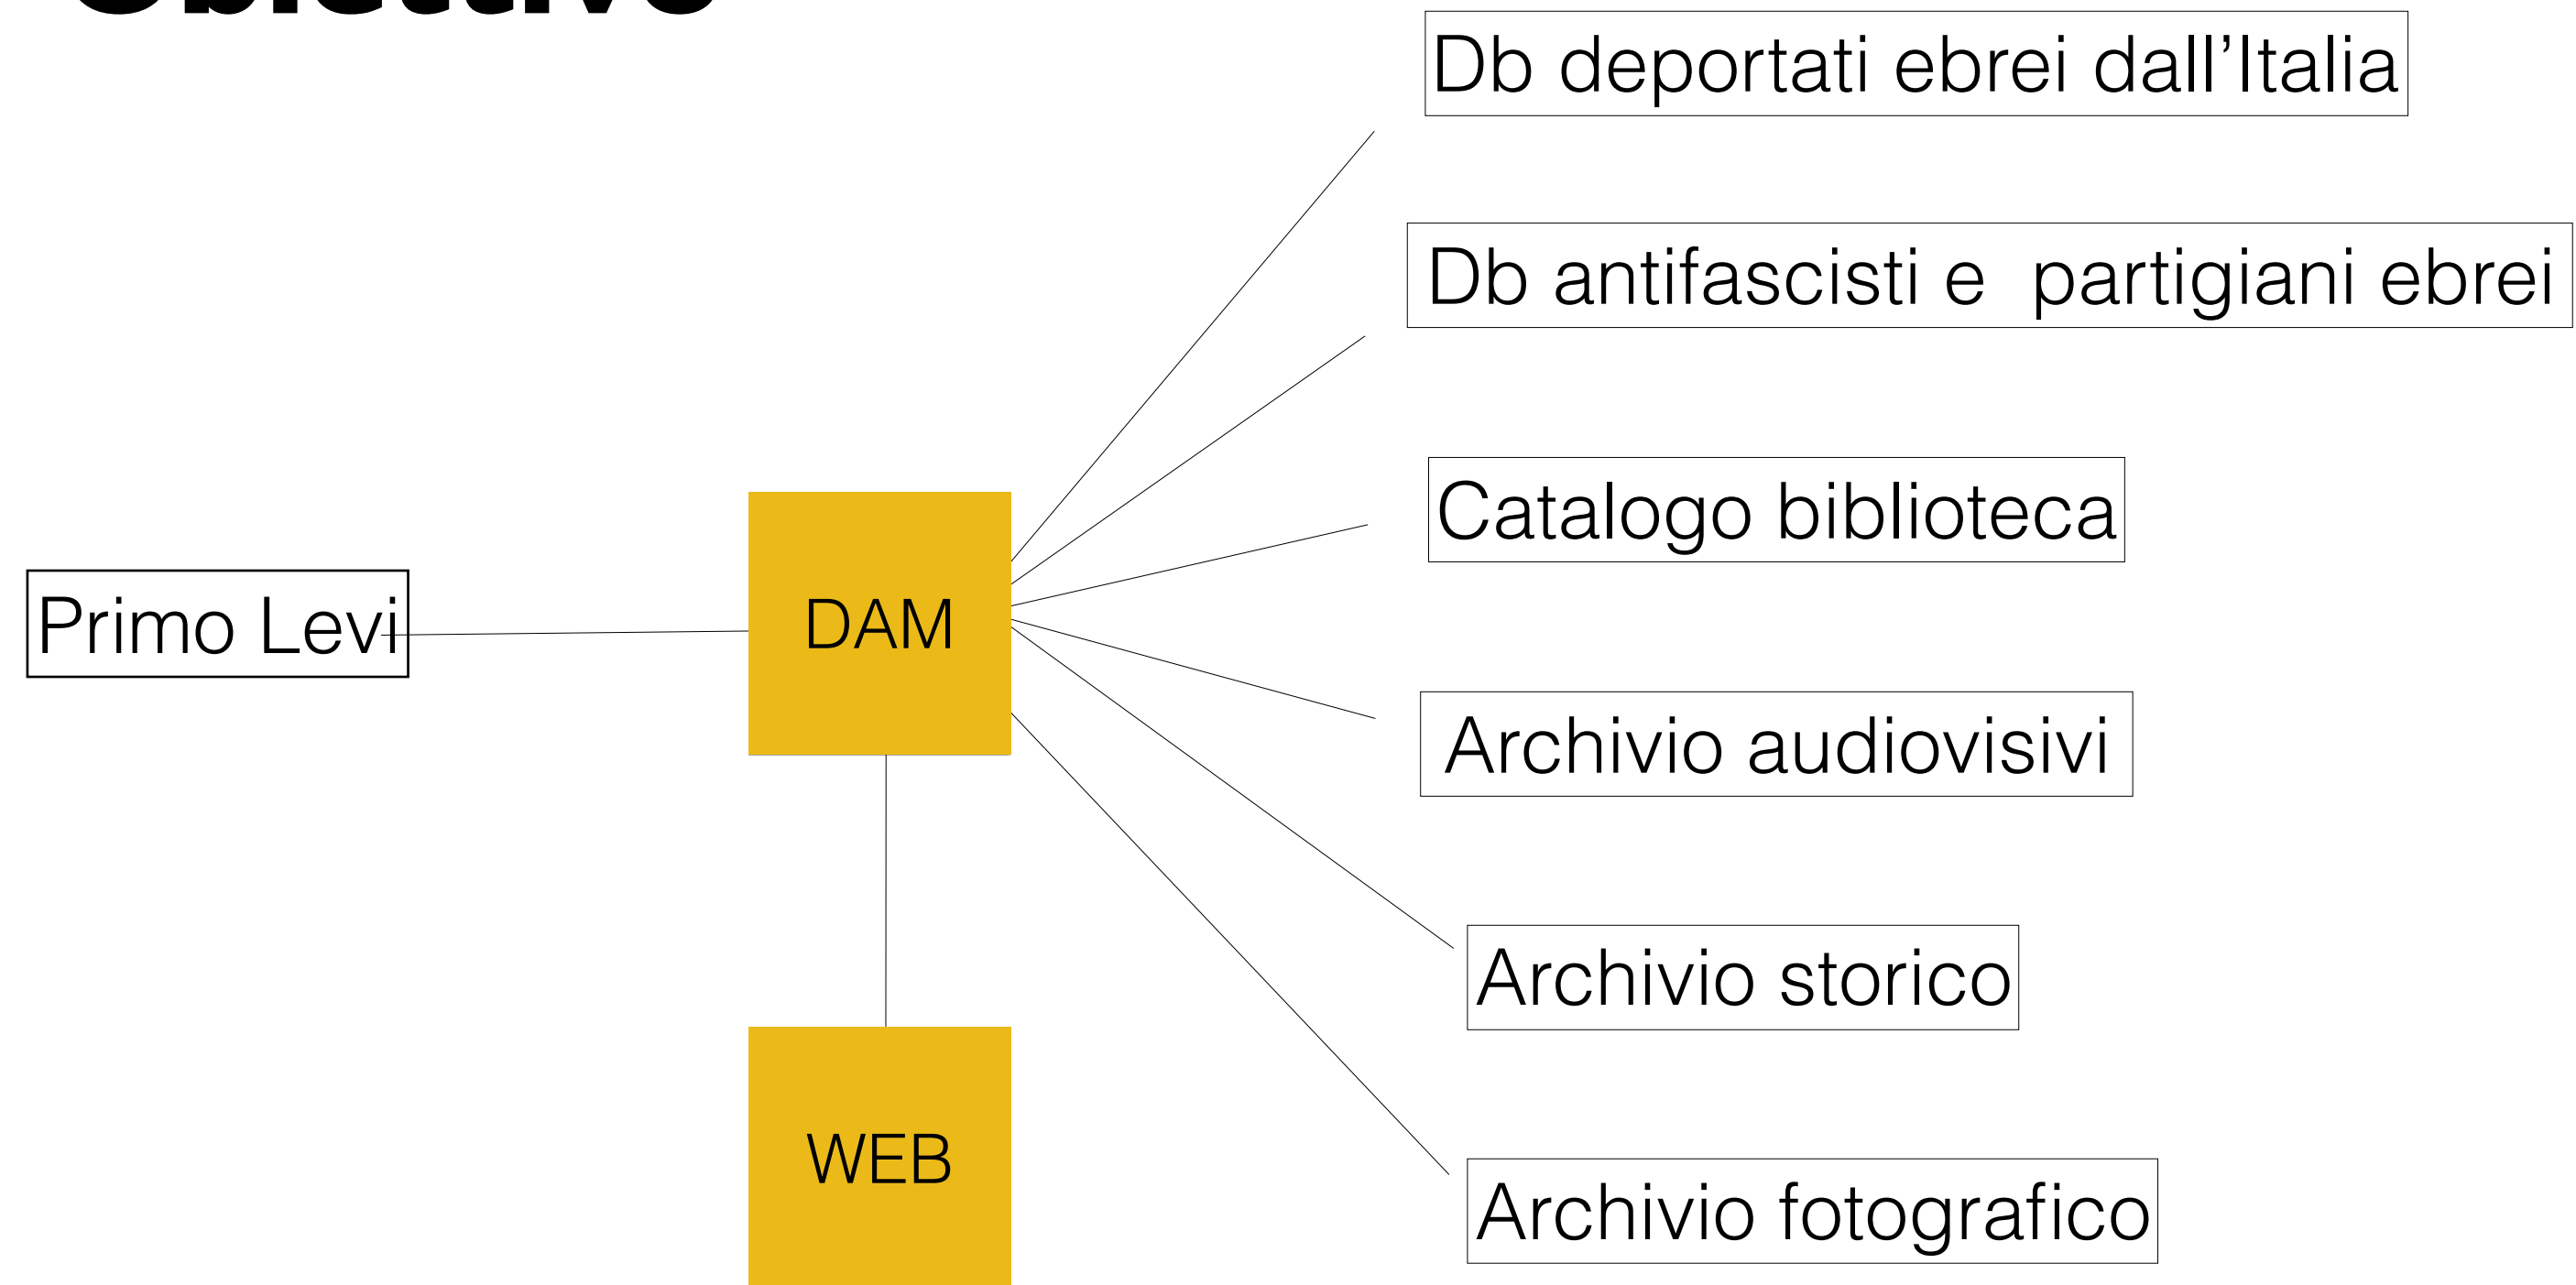 Obiettivo
Db deportati ebrei dall’Italia
Db antifascisti e  partigiani ebrei
Catalogo biblioteca
Primo Levi
DAM
Archivio audiovisivi
Archivio storico
WEB
Archivio fotografico